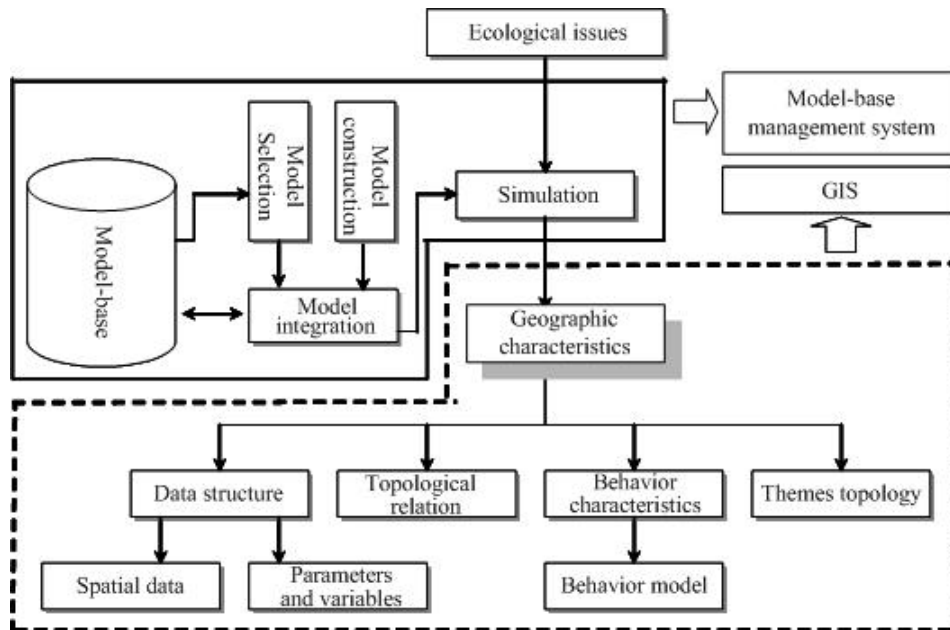 Ecological issues
Model-base
management system
GIS
Model
Selection
Model
construction
Simulation
Model-base
Model
integration
Geographic
characteristics
Data structure
Topological
relation
Behavior
characteristics
Themes topology
Spatial data
Parameters
and variables
Behavior model